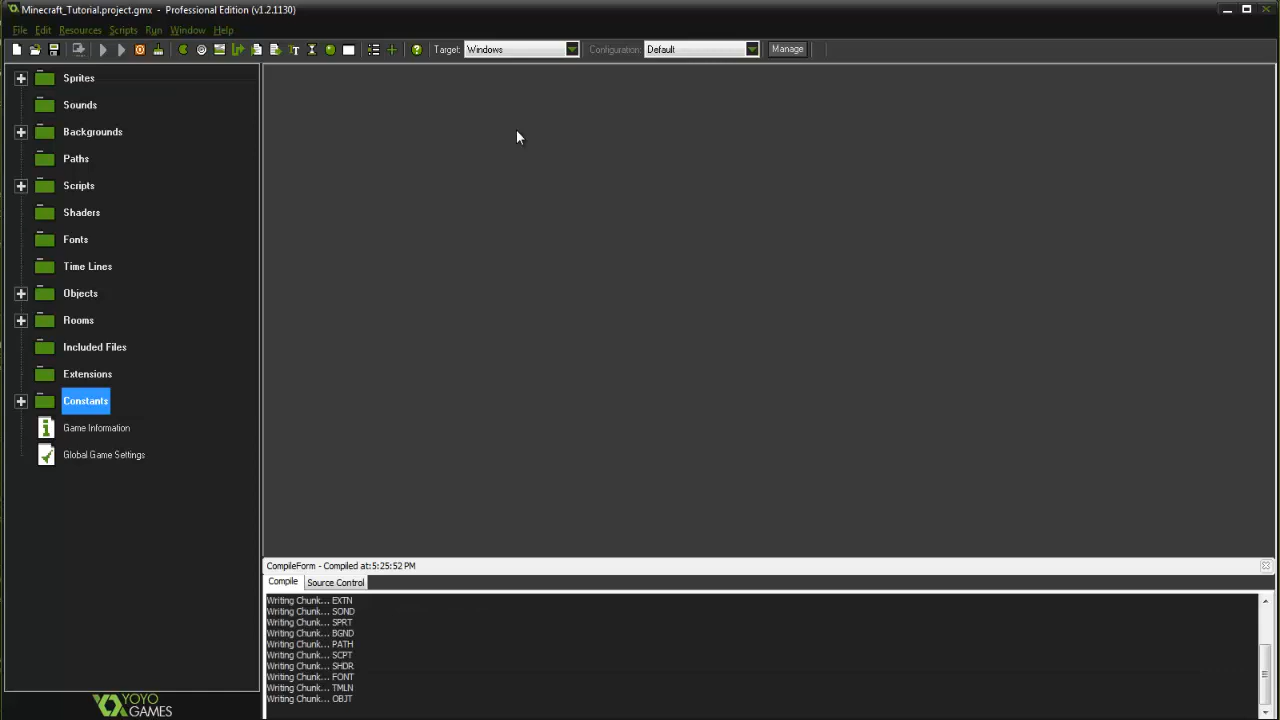 Minecraft_Tutorial.project.gmx - Professional Edition (v1.2.1130)
File Edit Resources Scripts Run Window Help
Target: Windows Configuration: Default Manage
Sprites
Sounds
Backgrounds
Paths
Scripts
Shaders
Fonts
Time Lines
Objects
Rooms
Included Files
Extensions
Constants
Game Information
Global Game Settings
YOYO
GAMES
CompileForm - Compiled at:5:25:52 PM
Compile Source Control
Writing Chunk... EXTN
Writing Chunk... SOND
Writing Chunk... SPRT
Writing Chunk... BGND
Writing Chunk... PATH
Writing Chunk... SCPT
Writing Chunk... SHDR
Writing Chunk... FONT
Writing Chunk... TMLN
Writing Chunk... OBJT